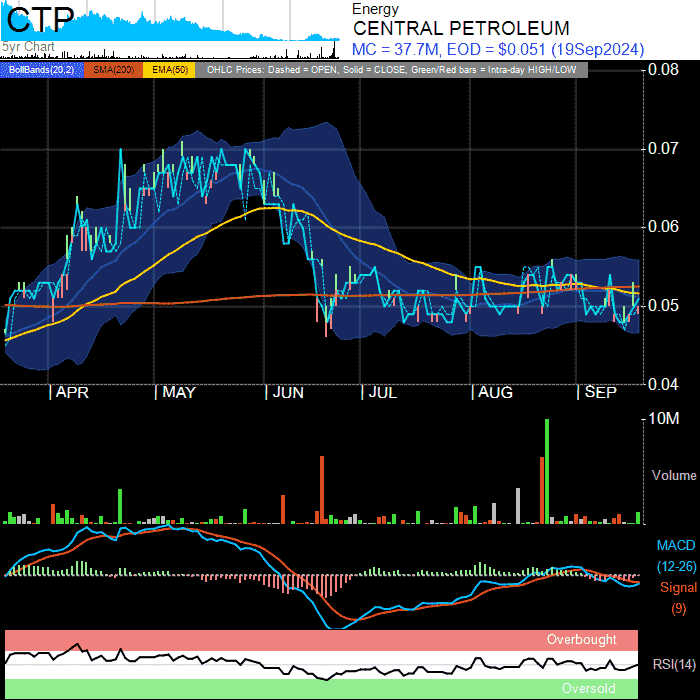 CTP
5yr Chart
Energy
CENTRAL PETROLEUM
MC = 37.7M, EOD = $0.051 (19Sep2024)
BollBands(20,2) SMA(200) EMA(50) OHLC Prices: Dashed = OPEN, Solid = CLOSE, Green/Red bars = Intra-day HIGH/LOW
0.08
0.07
0.06
0.05
0.04
APR MAY JUN JUL AUG SEP
10M
Volume
MACD
(12-26)
Signal
(9)
Overbought
RSI(14)
Oversold